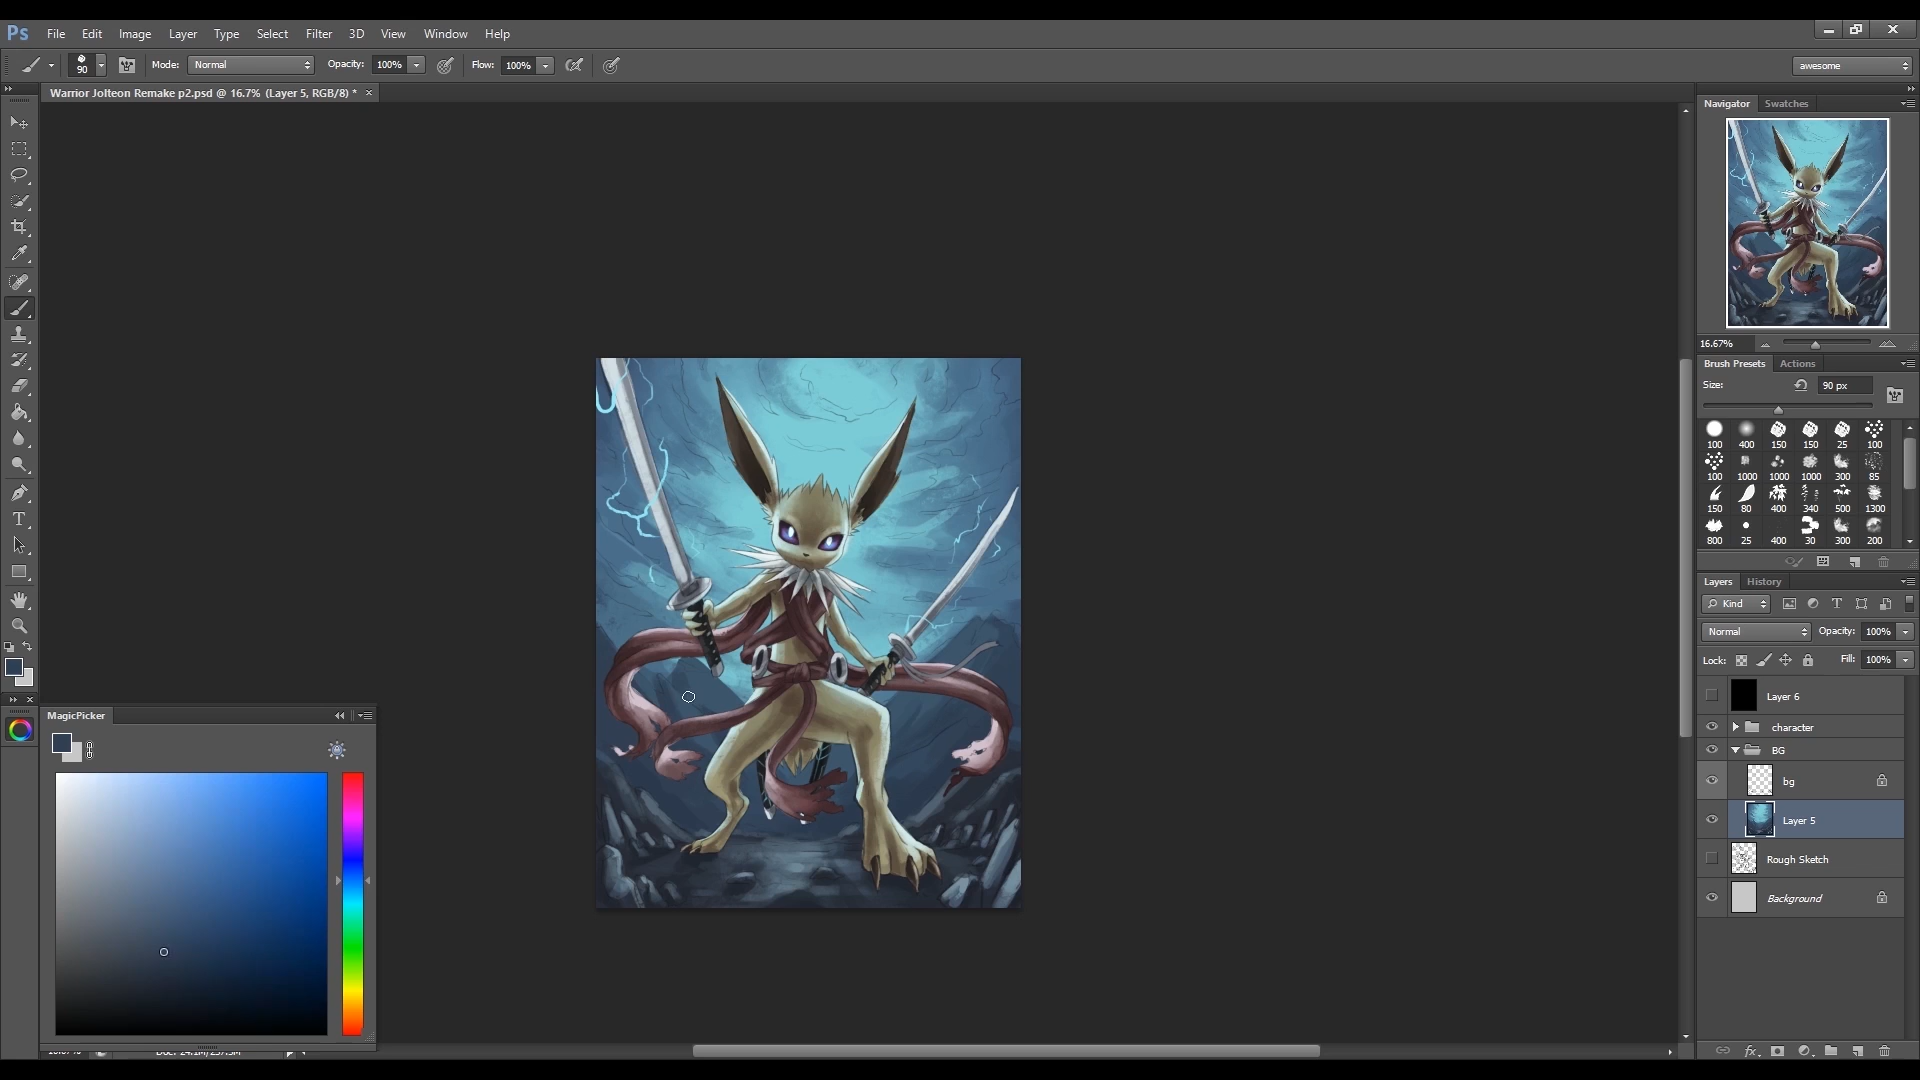 Ps File Edit Image Layer Type Select Filter 3D View Window Help
90 Mode: Normal Opacity: 100% Flow: 100% awesome
Warrior Jolteon Remake p2.psd @ 16.7% (Layer 5, RGB/8) * ×
Navigator Swatches
16.67%
Brush Presets Actions
Size: 90 px
100 400 150 150 25 100
100 1000 1000 1000 300 85
150 80 400 340 500 1300
800 25 400 30 300 200
Layers History
Kind
Normal Opacity: 100%
Lock: Fill: 100%
Layer 6
character
BG
bg
Layer 5
Rough Sketch
Background
MagicPicker